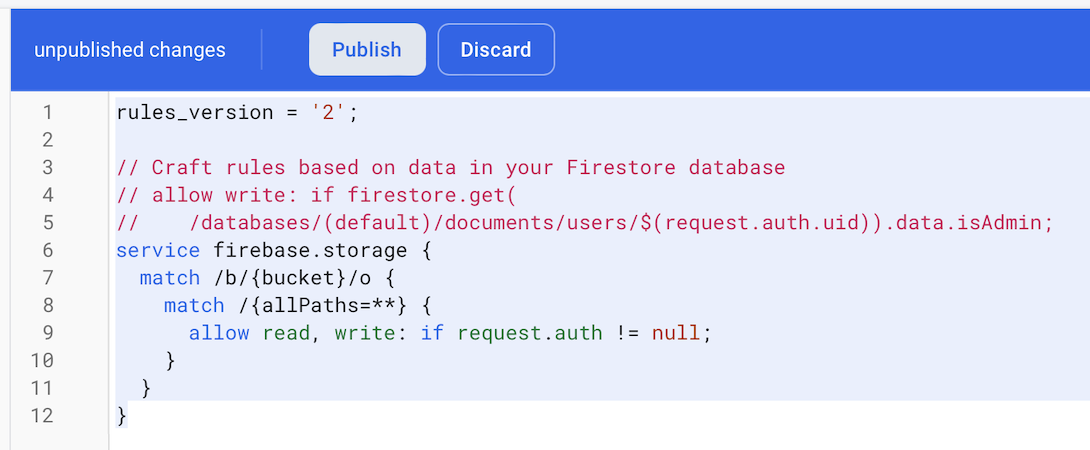 unpublished changes Publish Discard
1 rules_version = '2';
2
3 // Craft rules based on data in your Firestore database
4 // allow write: if firestore.get(
5 //    /databases/(default)/documents/users/$(request.auth.uid)).data.isAdmin;
6 service firebase.storage {
7   match /b/{bucket}/o {
8     match /{allPaths=**} {
9       allow read, write: if request.auth != null;
10     }
11   }
12 }